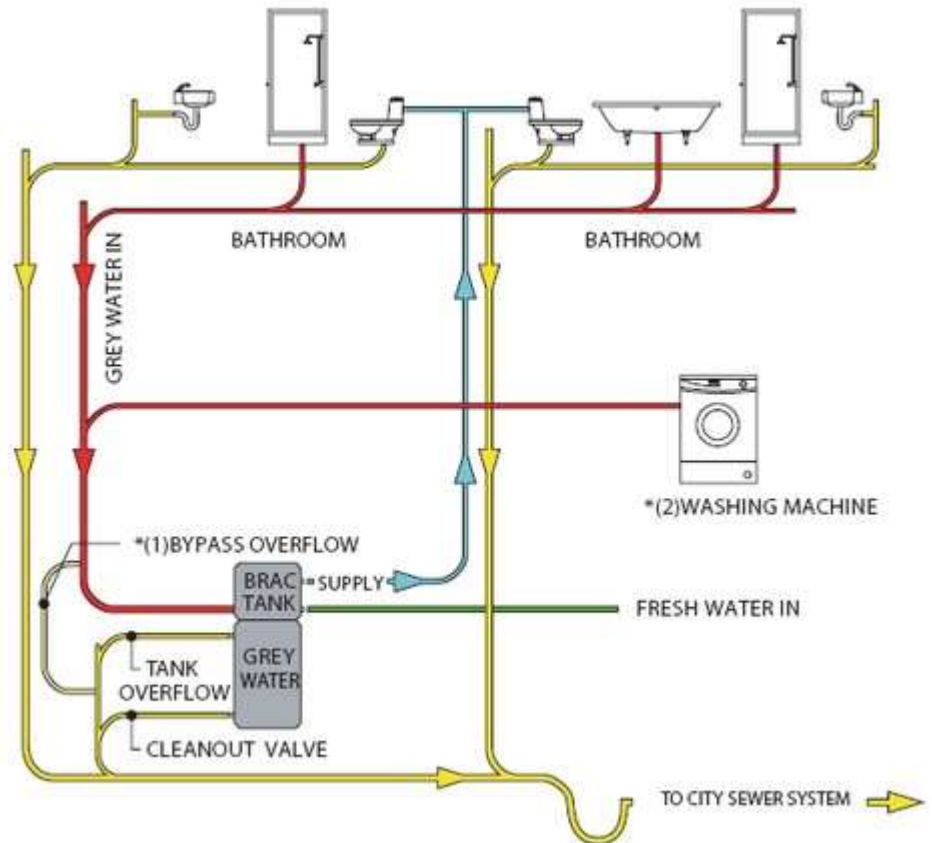 BATHROOM
BATHROOM
GREY WATER IN
*(2)WASHING MACHINE
*(1)BYPASS OVERFLOW
BRAC
TANK
SUPPLY
FRESH WATER IN
GREY
WATER
TANK
OVERFLOW
CLEANOUT VALVE
TO CITY SEWER SYSTEM